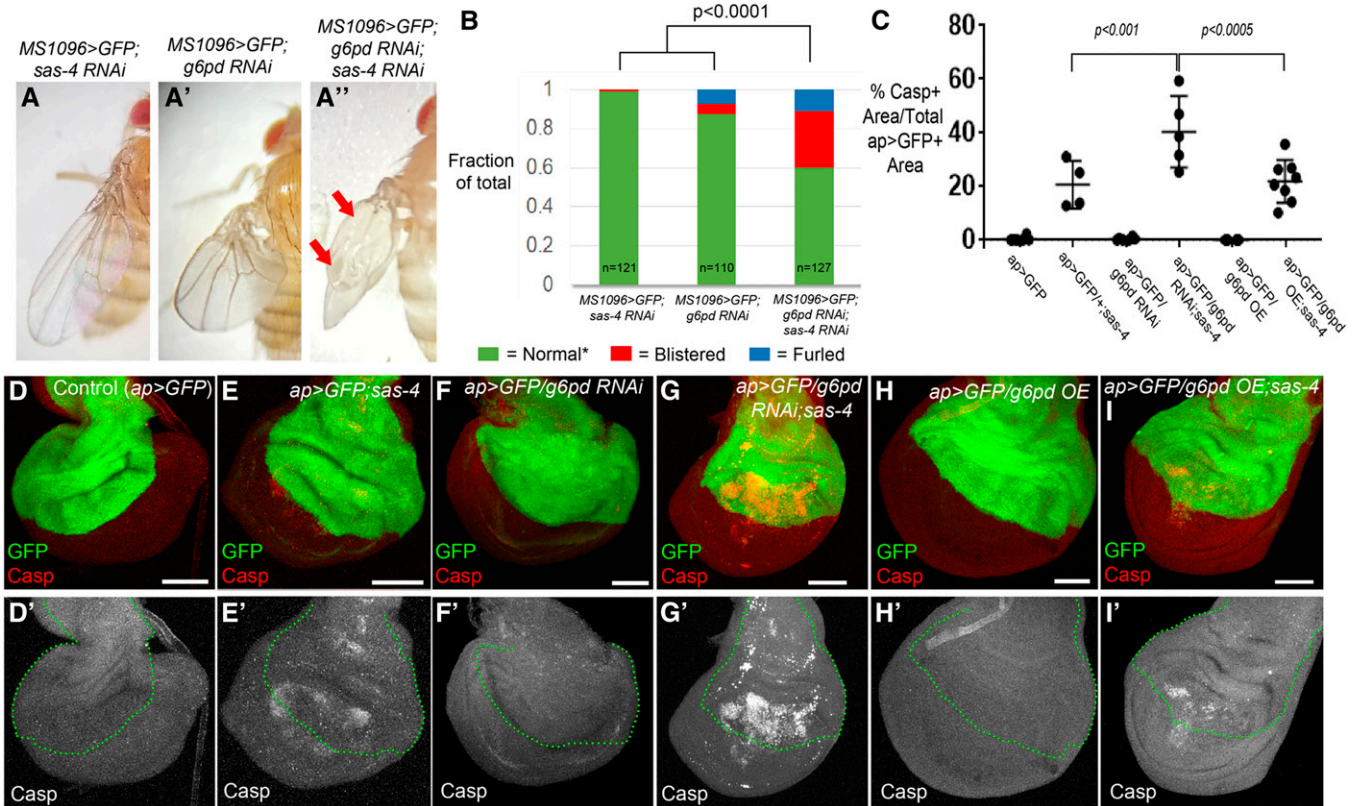 MS1096>GFP;
sas-4 RNAi
A
MS1096>GFP;
g6pd RNAi
A'
MS1096>GFP;
g6pd RNAi;
sas-4 RNAi
A''
B
p<0.0001
Fraction
of total
1
0.8
0.6
0.4
0.2
0
n=121
n=110
n=127
MS1096>GFP;
sas-4 RNAi
MS1096>GFP;
g6pd RNAi
MS1096>GFP;
g6pd RNAi;
sas-4 RNAi
= Normal*
= Blistered
= Furled
C
% Casp+
Area/Total
ap>GFP+
Area
80
60
40
20
0
p<0.001
p<0.0005
ap>GFP
ap>GFP/+;sas-4
ap>GFP/
g6pd RNAi
ap>GFP/g6pd
RNAi;sas-4
ap>GFP/
g6pd OE
ap>GFP/g6pd
OE;sas-4
D
Control (ap>GFP)
GFP
Casp
E
ap>GFP;sas-4
GFP
Casp
F
ap>GFP/g6pd RNAi
GFP
Casp
G
ap>GFP/g6pd
RNAi;sas-4
GFP
Casp
H
ap>GFP/g6pd OE
GFP
Casp
I
ap>GFP/g6pd OE;sas-4
GFP
Casp
D'
Casp
E'
Casp
F'
Casp
G'
Casp
H'
Casp
I'
Casp